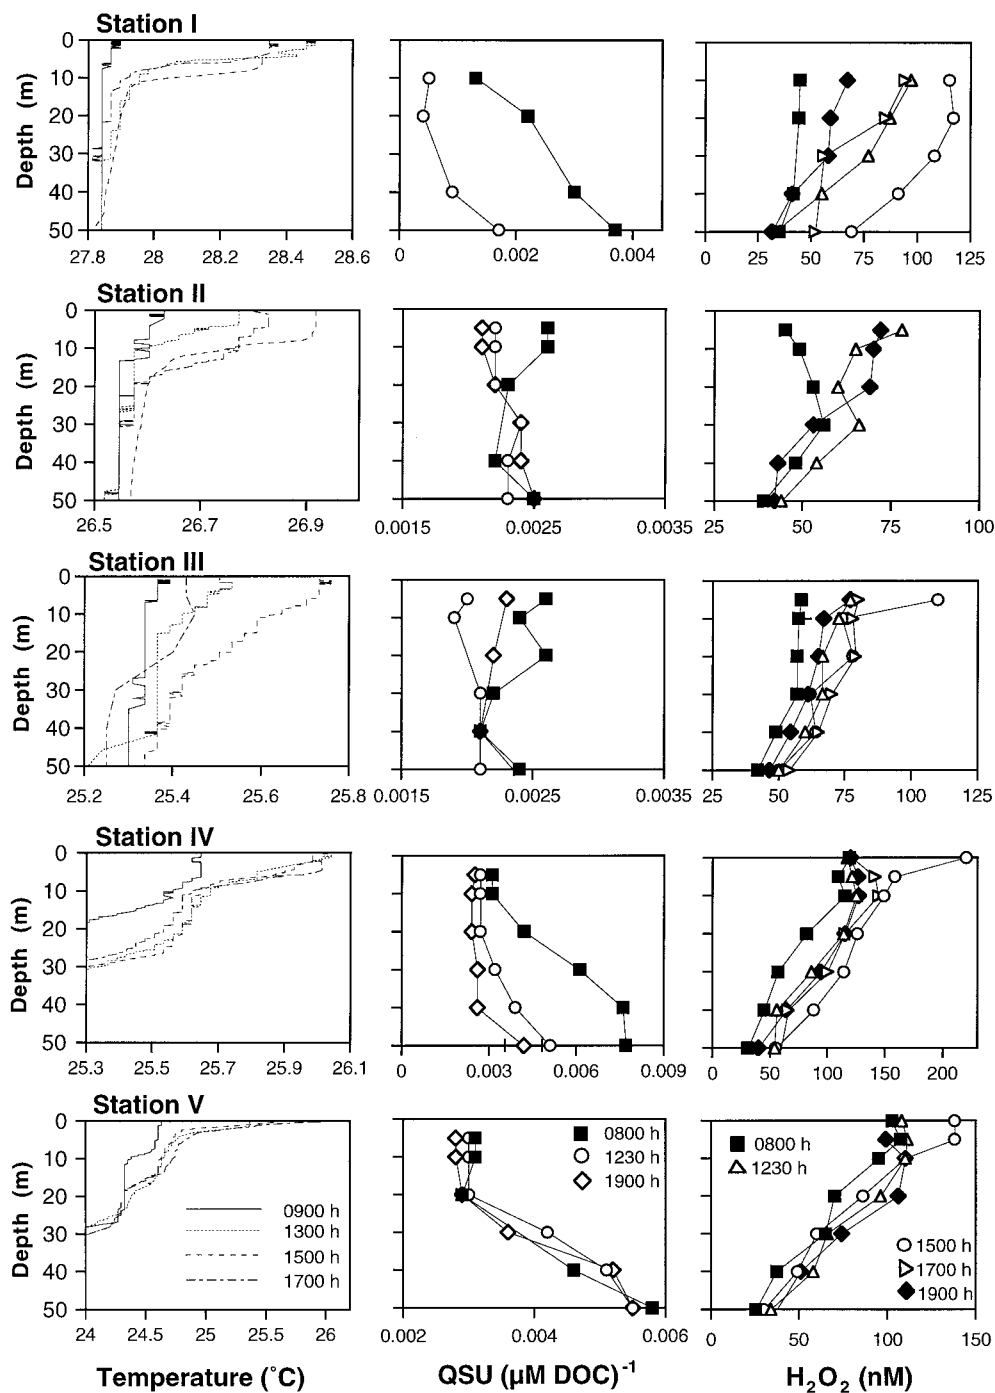 Station I
Depth (m)
0
10
20
30
40
50
27.8 28 28.2 28.4 28.6
0 0.002 0.004
0 25 50 75 100 125
Station II
Depth (m)
0
10
20
30
40
50
26.5 26.7 26.9
0.0015 0.0025 0.0035
25 50 75 100
Station III
Depth (m)
0
10
20
30
40
50
25.2 25.4 25.6 25.8
0.0015 0.0025 0.0035
25 50 75 100 125
Station IV
Depth (m)
0
10
20
30
40
50
25.3 25.5 25.7 25.9 26.1
0 0.003 0.006 0.009
0 50 100 150 200
Station V
Depth (m)
0
10
20
30
40
50
0900 h
1300 h
1500 h
1700 h
24 24.5 25 25.5 26
0800 h
1230 h
1900 h
0.002 0.004 0.006
0800 h
1230 h
1500 h
1700 h
1900 h
0 50 100 150
Temperature (˚C)
QSU (µM DOC)⁻¹
H₂O₂ (nM)